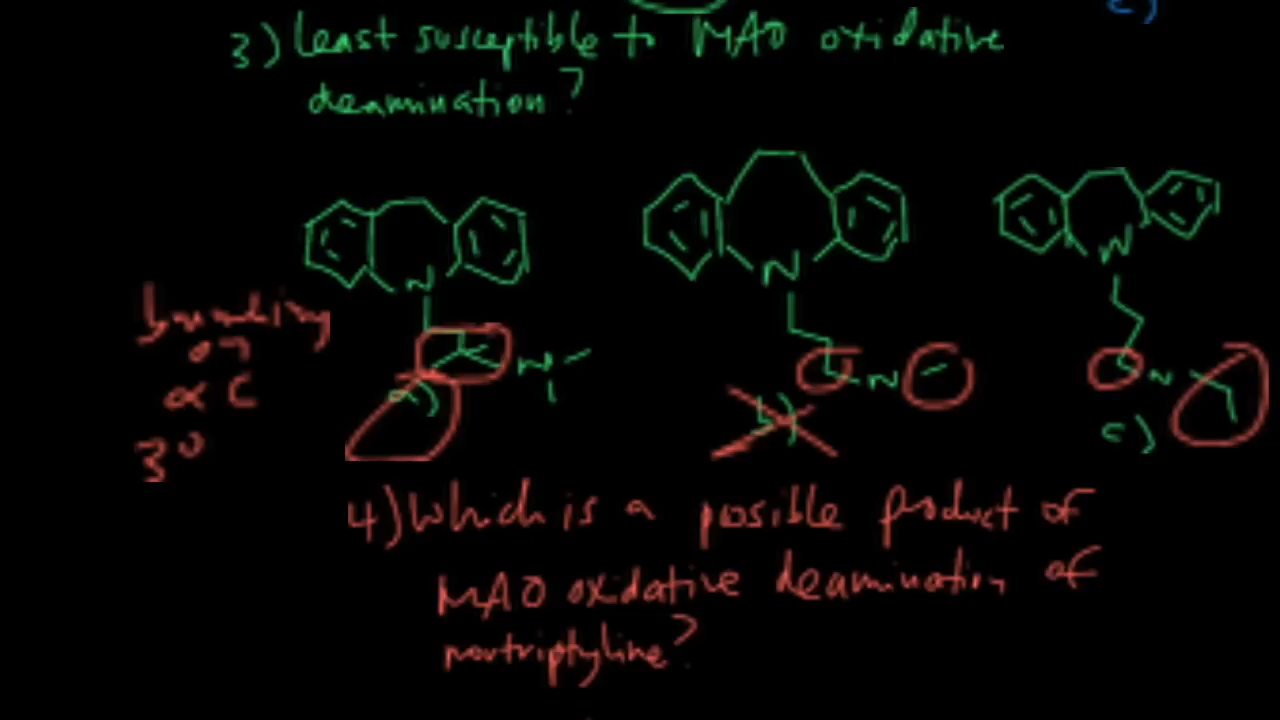 3) Least susceptible to MAO oxidative
deamination?
N
N
N
branching
on
α C
3°
N
N
N
a)
b)
c)
4) Which is a posible product of
MAO oxidative deamination of
nortriptyline?